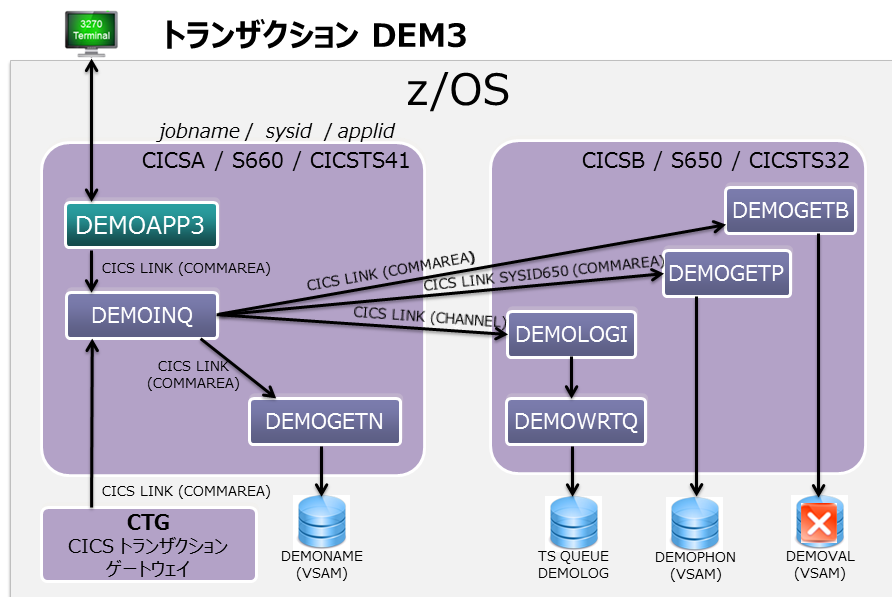 3270
Terminal
トランザクション DEM3
z/OS
jobname / sysid / applid
CICSA / S660 / CICSTS41
CICSB / S650 / CICSTS32
DEMOAPP3
DEMOGETB
CICS LINK (COMMAREA)
CICS LINK (COMMAREA)
CICS LINK SYSID650 (COMMAREA)
DEMOGETP
DEMOINQ
CICS LINK (CHANNEL)
DEMOLOGI
CICS LINK
(COMMAREA)
DEMOGETN
DEMOWRTQ
CICS LINK (COMMAREA)
CTG
CICS トランザクション
ゲートウェイ
DEMONAME
(VSAM)
TS QUEUE
DEMOLOG
DEMOPHON
(VSAM)
DEMOVAL
(VSAM)